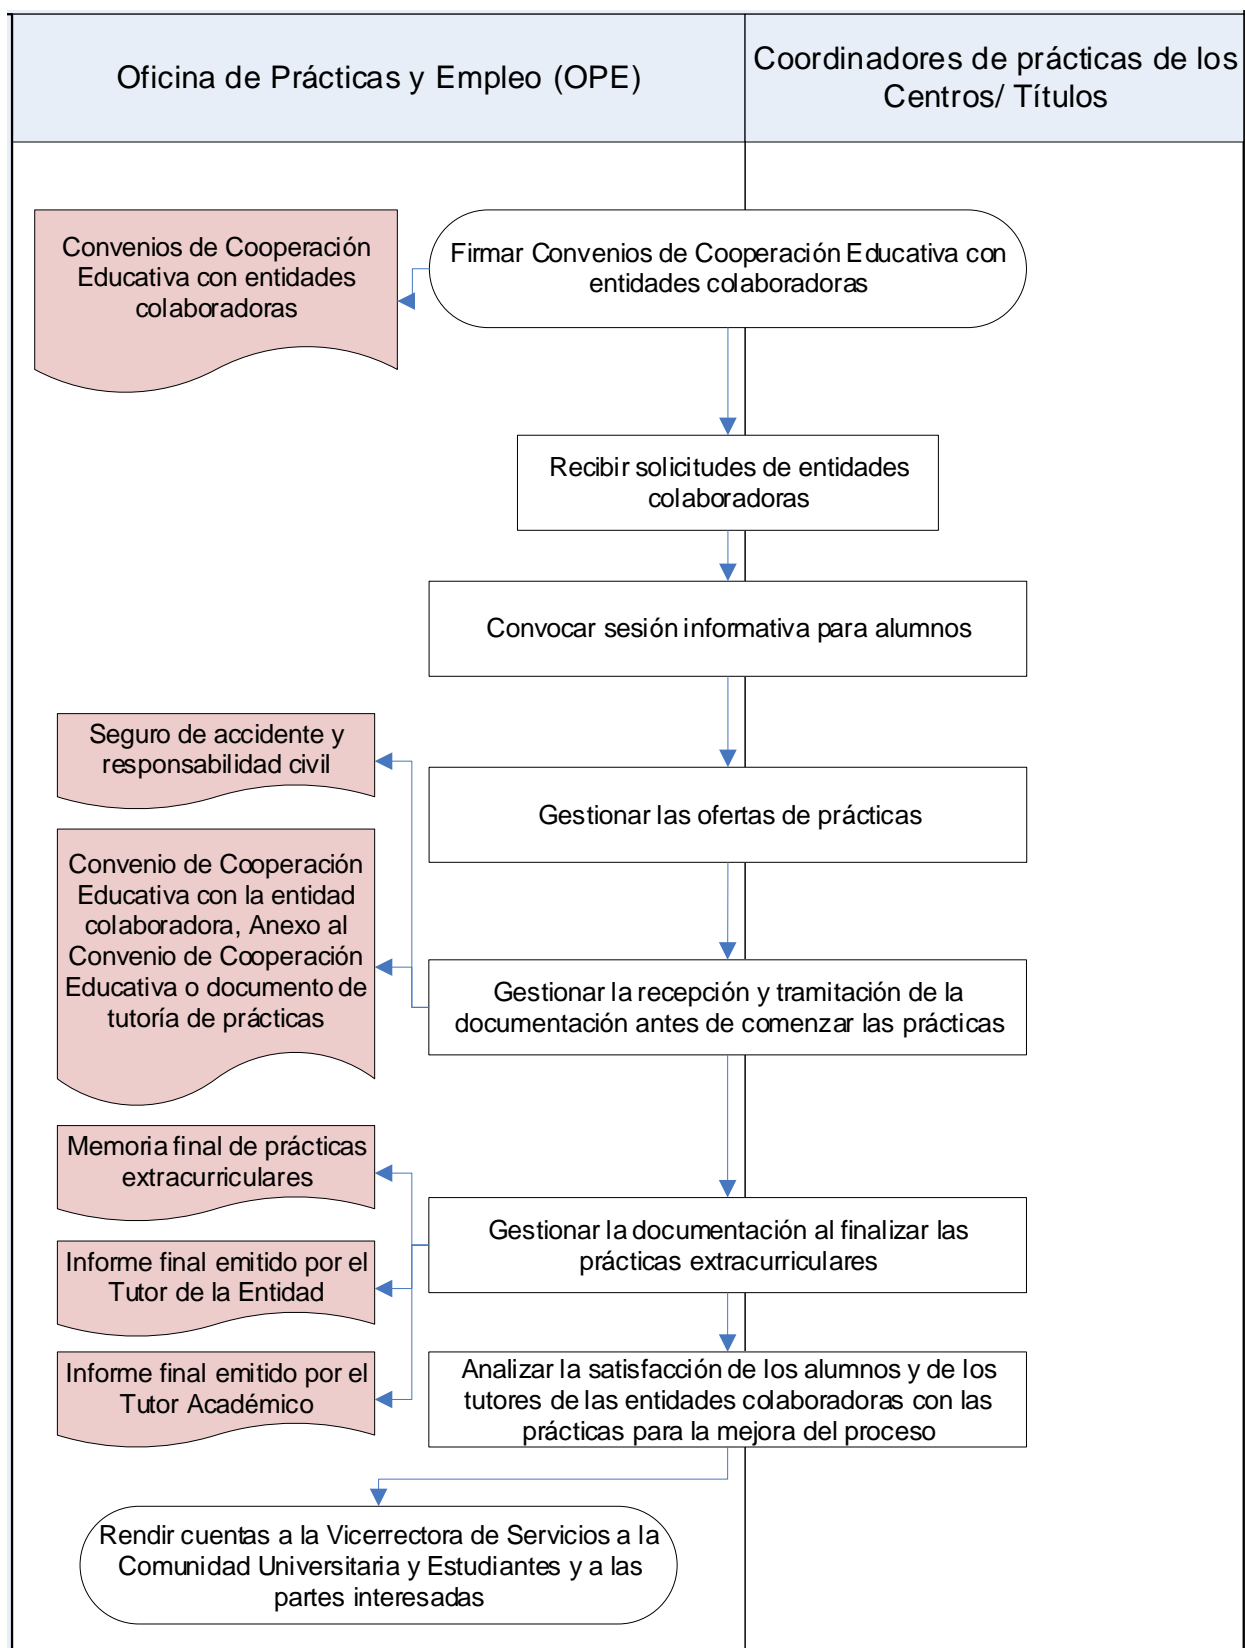 Oficina de Prácticas y Empleo (OPE)
Coordinadores de prácticas de los
Centros/ Títulos
Convenios de Cooperación
Educativa con entidades
colaboradoras
Firmar Convenios de Cooperación Educativa con
entidades colaboradoras
Recibir solicitudes de entidades
colaboradoras
Convocar sesión informativa para alumnos
Seguro de accidente y
responsabilidad civil
Gestionar las ofertas de prácticas
Convenio de Cooperación
Educativa con la entidad
colaboradora, Anexo al
Convenio de Cooperación
Educativa o documento de
tutoría de prácticas
Gestionar la recepción y tramitación de la
documentación antes de comenzar las prácticas
Memoria final de prácticas
extracurriculares
Gestionar la documentación al finalizar las
prácticas extracurriculares
Informe final emitido por el
Tutor de la Entidad
Informe final emitido por el
Tutor Académico
Analizar la satisfacción de los alumnos y de los
tutores de las entidades colaboradoras con las
prácticas para la mejora del proceso
Rendir cuentas a la Vicerrectora de Servicios a la
Comunidad Universitaria y Estudiantes y a las
partes interesadas